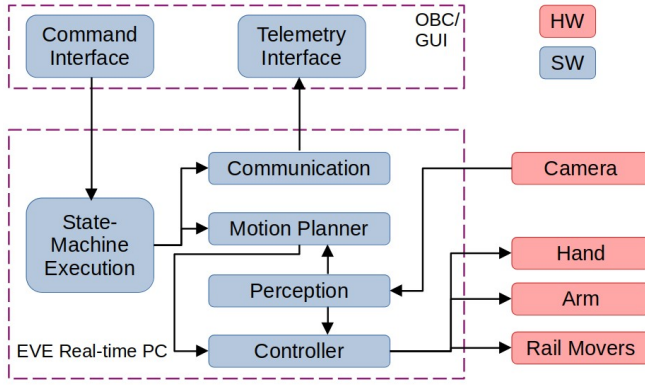 Command
Interface
Telemetry
Interface
OBC/
GUI
HW
SW
Communication
Camera
State-
Machine
Execution
Motion Planner
Hand
Perception
Arm
EVE Real-time PC
Controller
Rail Movers